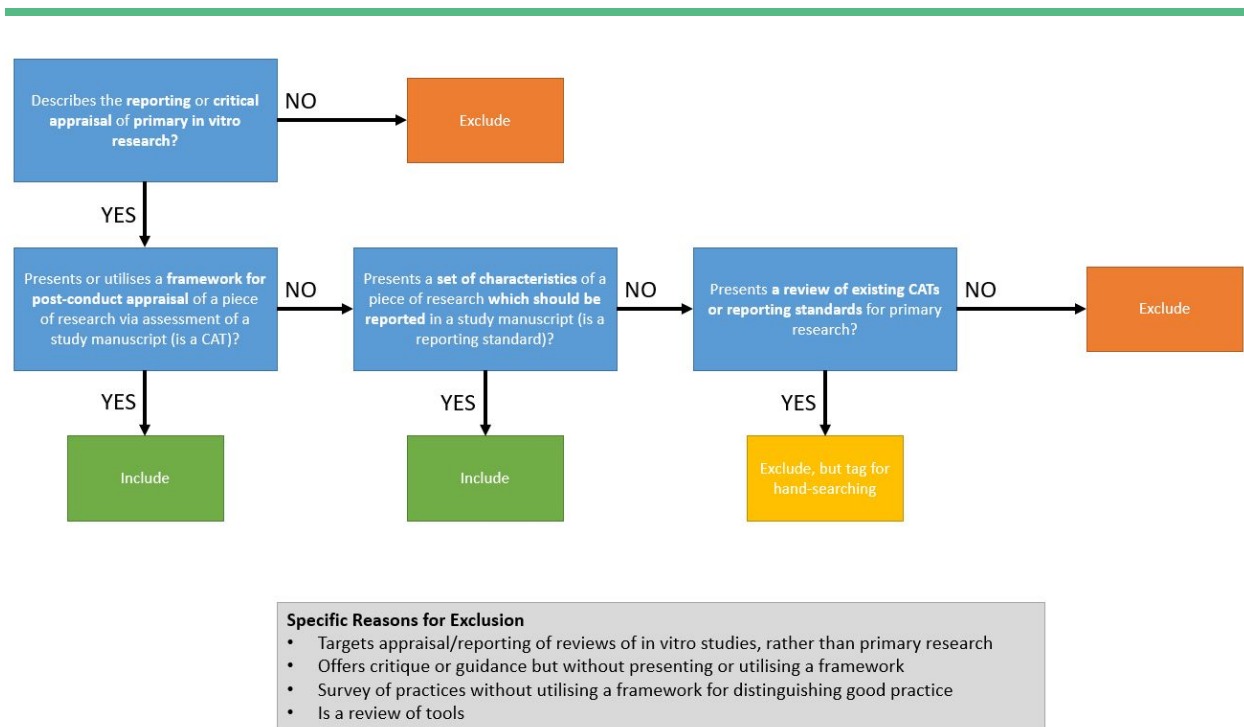 Describes the reporting or critical
appraisal of primary in vitro
research?
NO
Exclude
YES
Presents or utilises a framework for
post-conduct appraisal of a piece
of research via assessment of a
study manuscript (is a CAT)?
NO
Presents a set of characteristics of a
piece of research which should be
reported in a study manuscript (is a
reporting standard)?
NO
Presents a review of existing CATs
or reporting standards for primary
research?
NO
Exclude
YES
YES
YES
Include
Include
Exclude, but tag for
hand-searching
Specific Reasons for Exclusion
• Targets appraisal/reporting of reviews of in vitro studies, rather than primary research
• Offers critique or guidance but without presenting or utilising a framework
• Survey of practices without utilising a framework for distinguishing good practice
• Is a review of tools